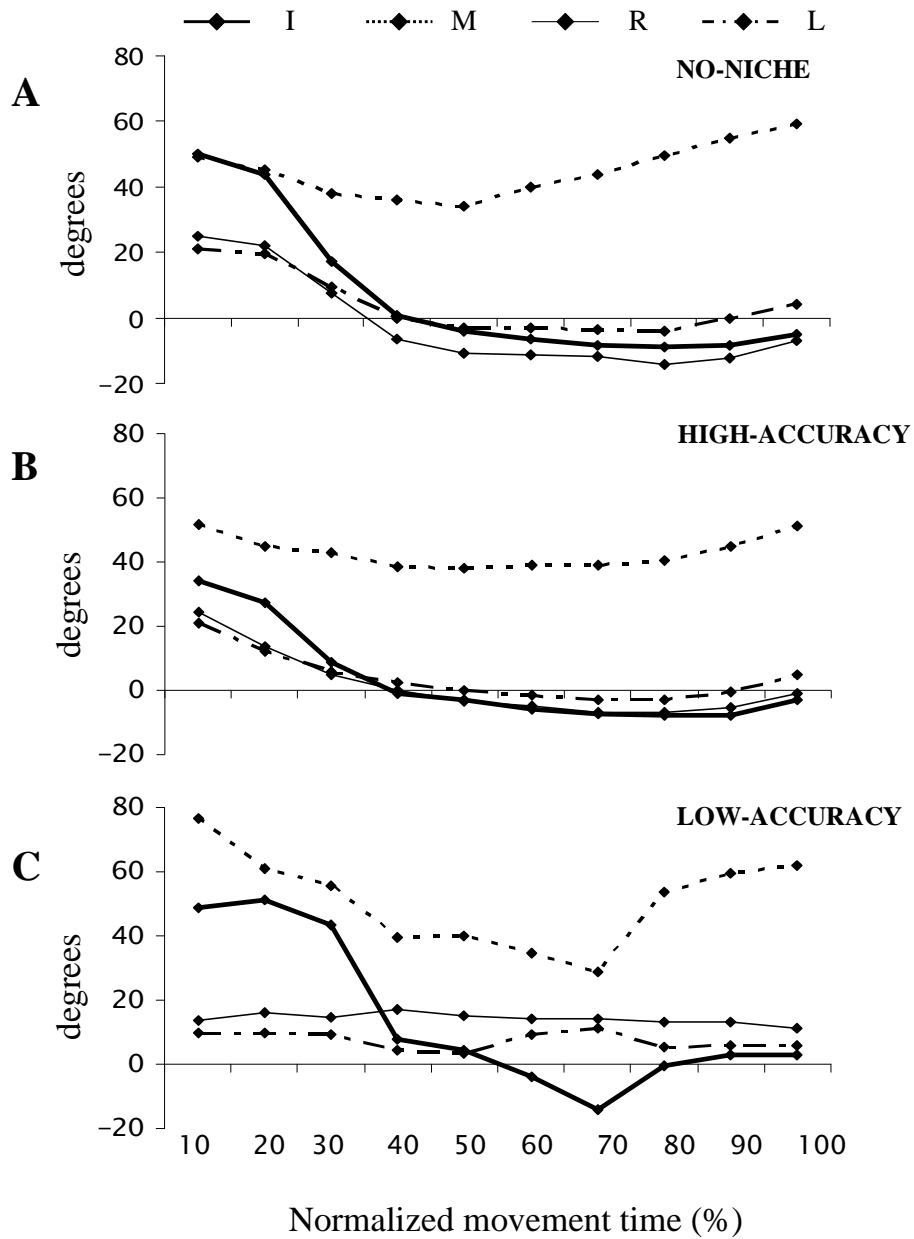 I M R L
A
NO-NICHE
80
60
40
20
0
−20
degrees
B
HIGH-ACCURACY
80
60
40
20
0
−20
degrees
C
LOW-ACCURACY
80
60
40
20
0
−20
degrees
10 20 30 40 50 60 70 80 90 100
Normalized movement time (%)